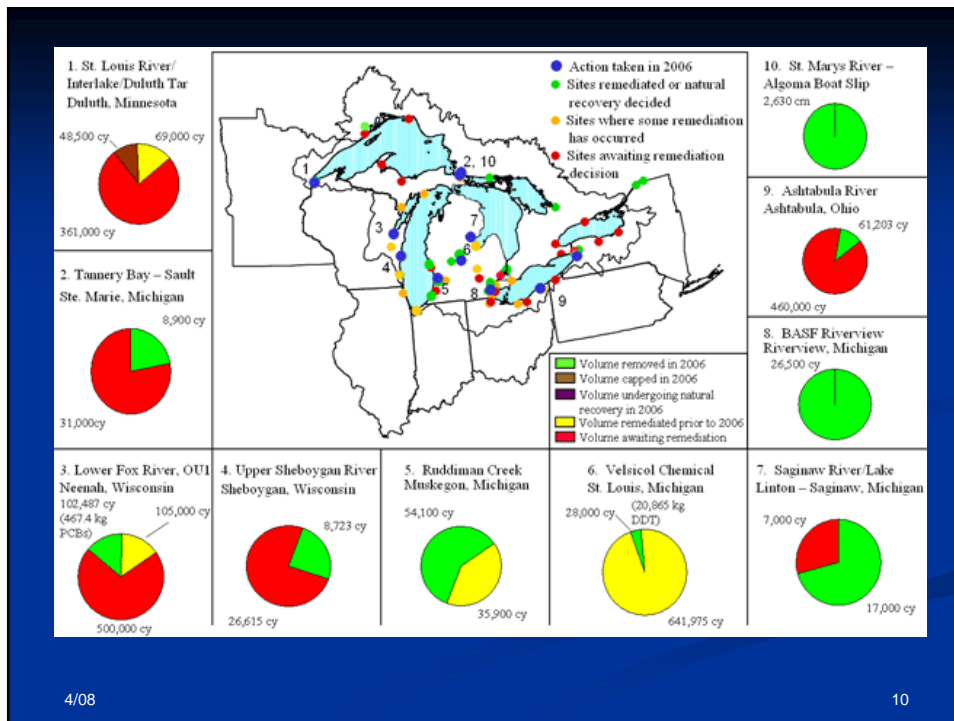 1. St. Louis River/
Interlake/Duluth Tar
Duluth, Minnesota
48,500 cy
69,000 cy
361,000 cy
2. Tannery Bay – Sault
Ste. Marie, Michigan
8,900 cy
31,000cy
3. Lower Fox River, OU1
Neenah, Wisconsin
102,487 cy
(467.4 kg
PCBs)
105,000 cy
500,000 cy
4. Upper Sheboygan River
Sheboygan, Wisconsin
8,723 cy
26,615 cy
5. Ruddiman Creek
Muskegon, Michigan
54,100 cy
35,900 cy
6. Velsicol Chemical
St. Louis, Michigan
(20,865 kg
DDT)
28,000 cy
641,975 cy
7. Saginaw River/Lake
Linton – Saginaw, Michigan
7,000 cy
17,000 cy
8. BASF Riverview
Riverview, Michigan
26,500 cy
9. Ashtabula River
Ashtabula, Ohio
61,203 cy
460,000 cy
10. St. Marys River –
Algoma Boat Slip
2,630 cm
Action taken in 2006
Sites remediated or natural
recovery decided
Sites where some remediation
has occurred
Sites awaiting remediation
decision
1
2, 10
3
7
6
4
5
8
9
Volume removed in 2006
Volume capped in 2006
Volume undergoing natural
recovery in 2006
Volume remediated prior to 2006
Volume awaiting remediation
4/08
10